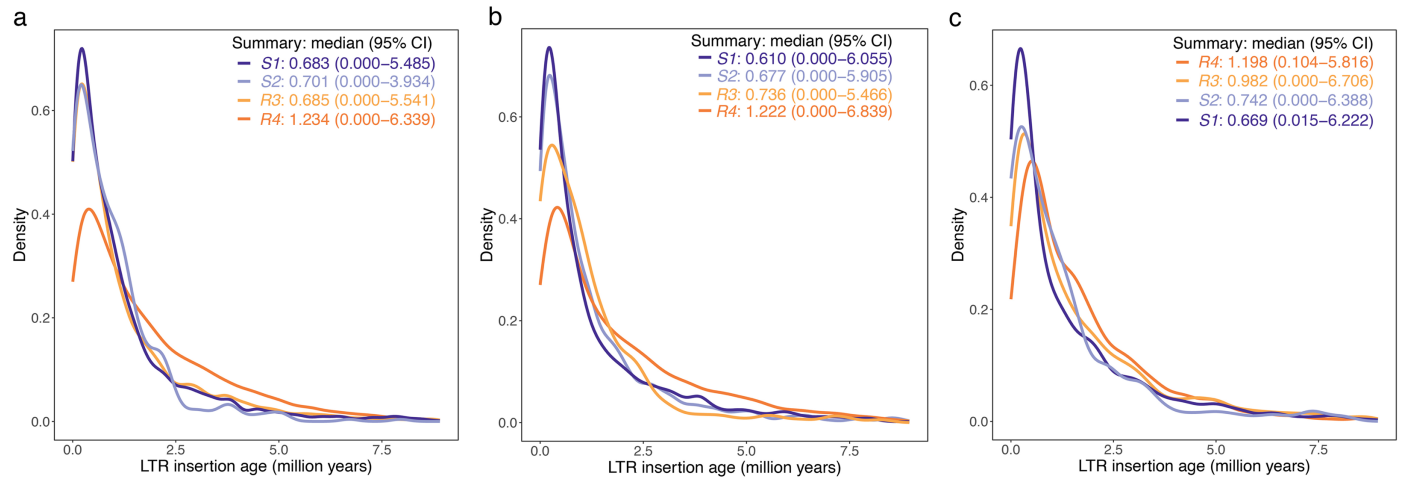 a
Summary: median (95% CI)
S1: 0.683 (0.000–5.485)
S2: 0.701 (0.000–3.934)
R3: 0.685 (0.000–5.541)
R4: 1.234 (0.000–6.339)
Density
0.6
0.4
0.2
0.0
0.0 2.5 5.0 7.5
LTR insertion age (million years)
b
Summary: median (95% CI)
S1: 0.610 (0.000–6.055)
S2: 0.677 (0.000–5.905)
R3: 0.736 (0.000–5.466)
R4: 1.222 (0.000–6.839)
Density
0.6
0.4
0.2
0.0
0.0 2.5 5.0 7.5
LTR insertion age (million years)
c
Summary: median (95% CI)
R4: 1.198 (0.104–5.816)
R3: 0.982 (0.000–6.706)
S2: 0.742 (0.000–6.388)
S1: 0.669 (0.015–6.222)
Density
0.6
0.4
0.2
0.0
0.0 2.5 5.0 7.5
LTR insertion age (million years)